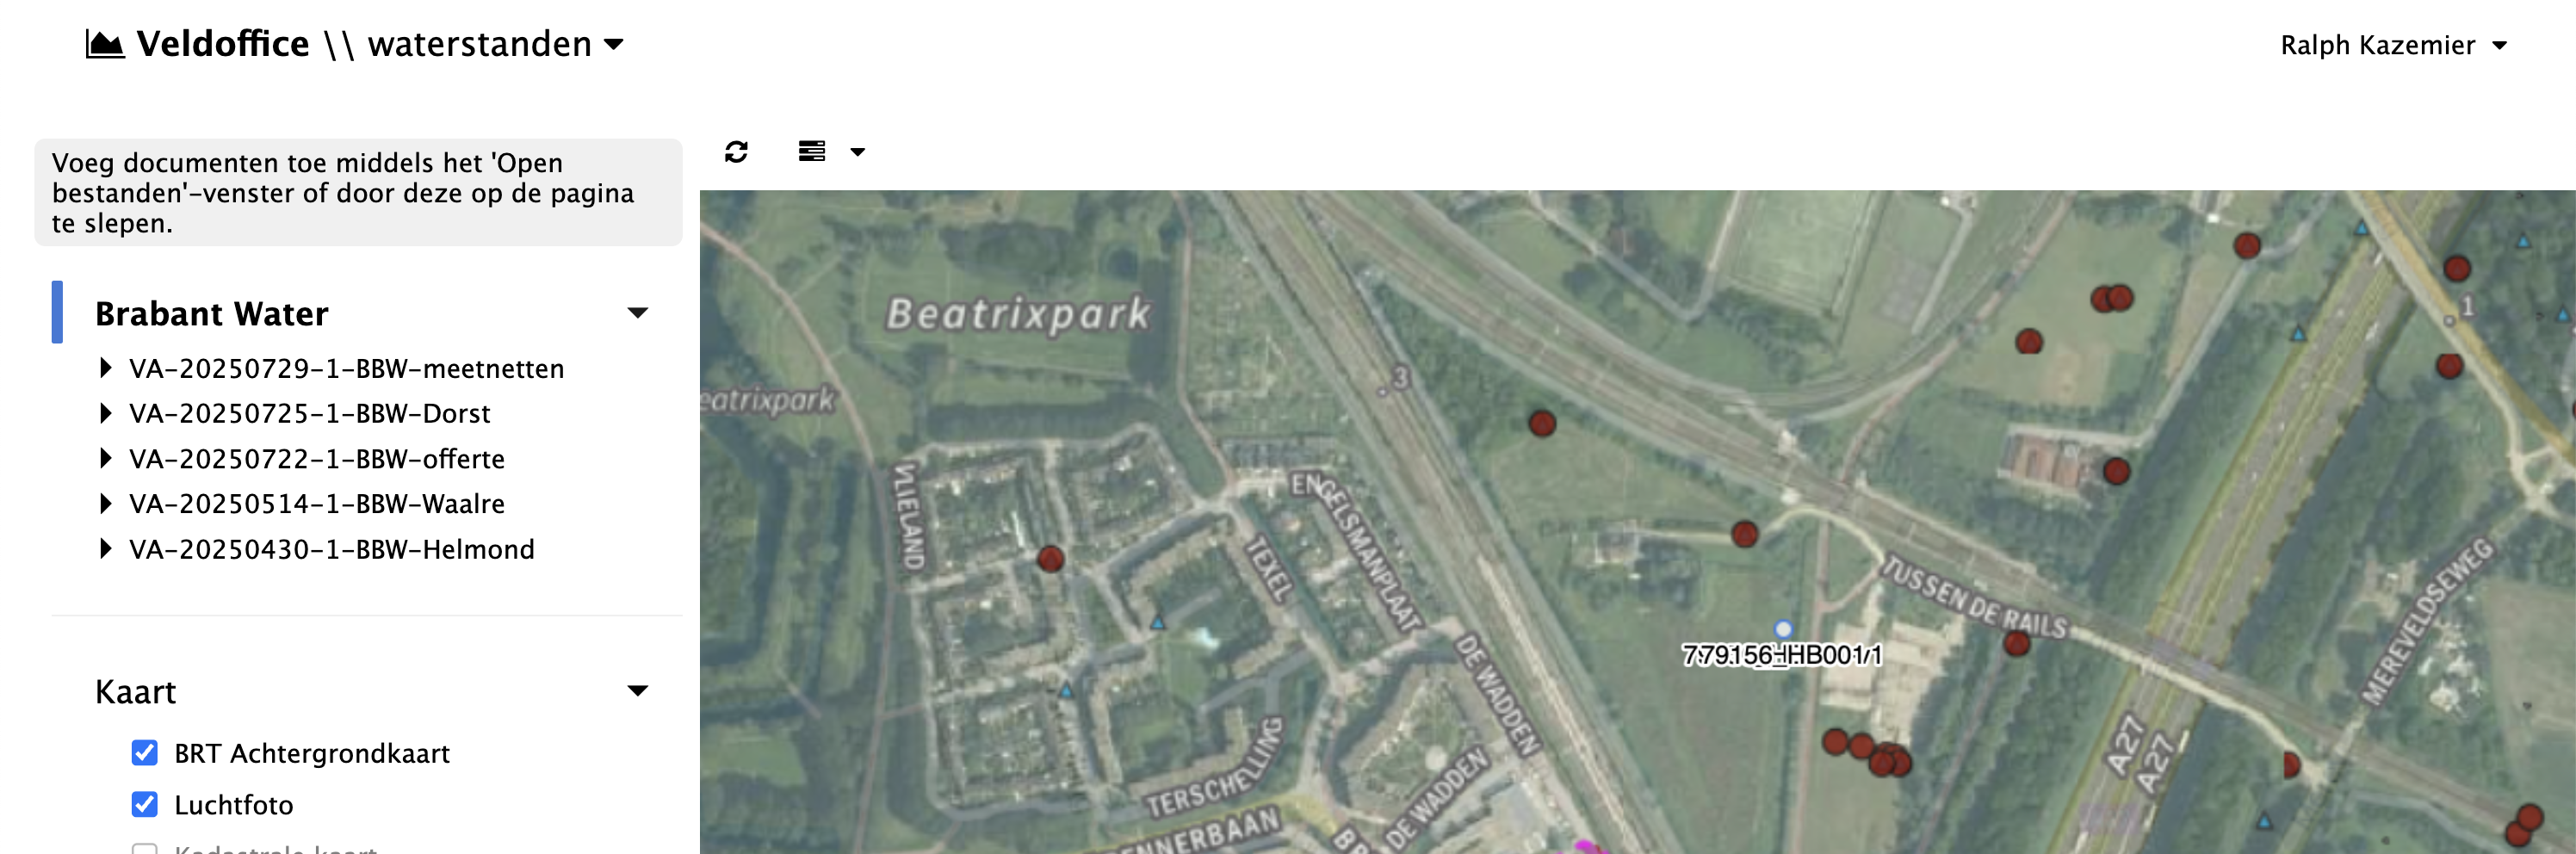 Veldoffice \\ waterstanden
Ralph Kazemier
Voeg documenten toe middels het 'Open
bestanden'-venster of door deze op de pagina
te slepen.
Brabant Water
VA-20250729-1-BBW-meetnetten
VA-20250725-1-BBW-Dorst
VA-20250722-1-BBW-offerte
VA-20250514-1-BBW-Waalre
VA-20250430-1-BBW-Helmond
Kaart
BRT Achtergrondkaart
Luchtfoto
Kadastrale kaart
Beatrixpark
eatrixpark
3
1
VLIELAND
ENGELSMANPLAAT
TEXEL
DE WADDEN
TUSSEN DE RAILS
MEREVELDSEWEG
TERSCHELLING
DE WADDEN
A27
A27
ENNERBAAN